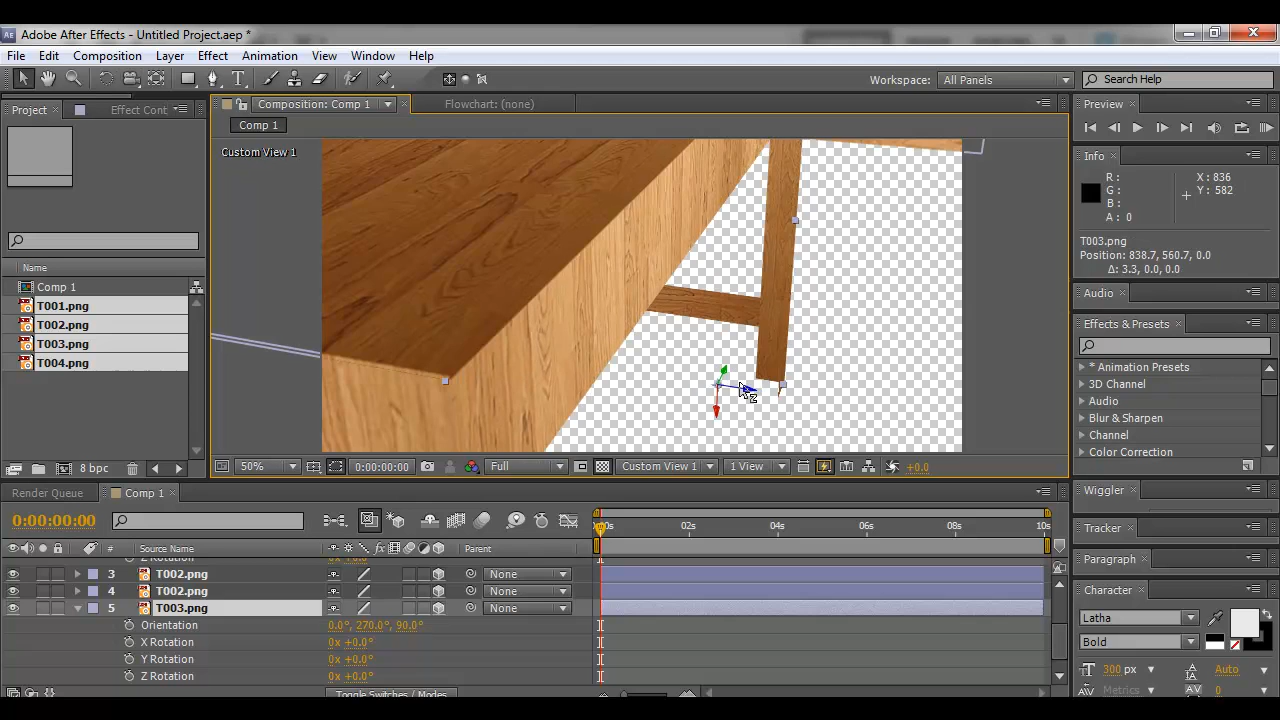 Adobe After Effects - Untitled Project.aep *
File Edit Composition Layer Effect Animation View Window Help
Workspace: All Panels
Search Help
Project
Effect Cont
Composition: Comp 1
Flowchart: (none)
Preview
Comp 1
Custom View 1
Info
R :
G :
B :
A : 0
X : 836
Y : 582
T003.png
Position: 838.7, 560.7, 0.0
Δ: 3.3, 0.0, 0.0
Name
Comp 1
T001.png
T002.png
T003.png
T004.png
Audio
Effects & Presets
* Animation Presets
3D Channel
Audio
Blur & Sharpen
Channel
Color Correction
z
8 bpc
50%
0:00:00:00
Full
Custom View 1
1 View
+0.0
Render Queue
Comp 1
Wiggler
0:00:00:00
02s 04s 06s 08s 10s
Tracker
# Source Name
fx
Parent
Paragraph
3 T002.png None
4 T002.png None
5 T003.png None
Orientation 0.0°, 270.0°, 90.0°
X Rotation 0x +0.0°
Y Rotation 0x +0.0°
Z Rotation 0x +0.0°
Toggle Switches / Modes
Character
Latha
Bold
300 px
Auto
Metrics
0